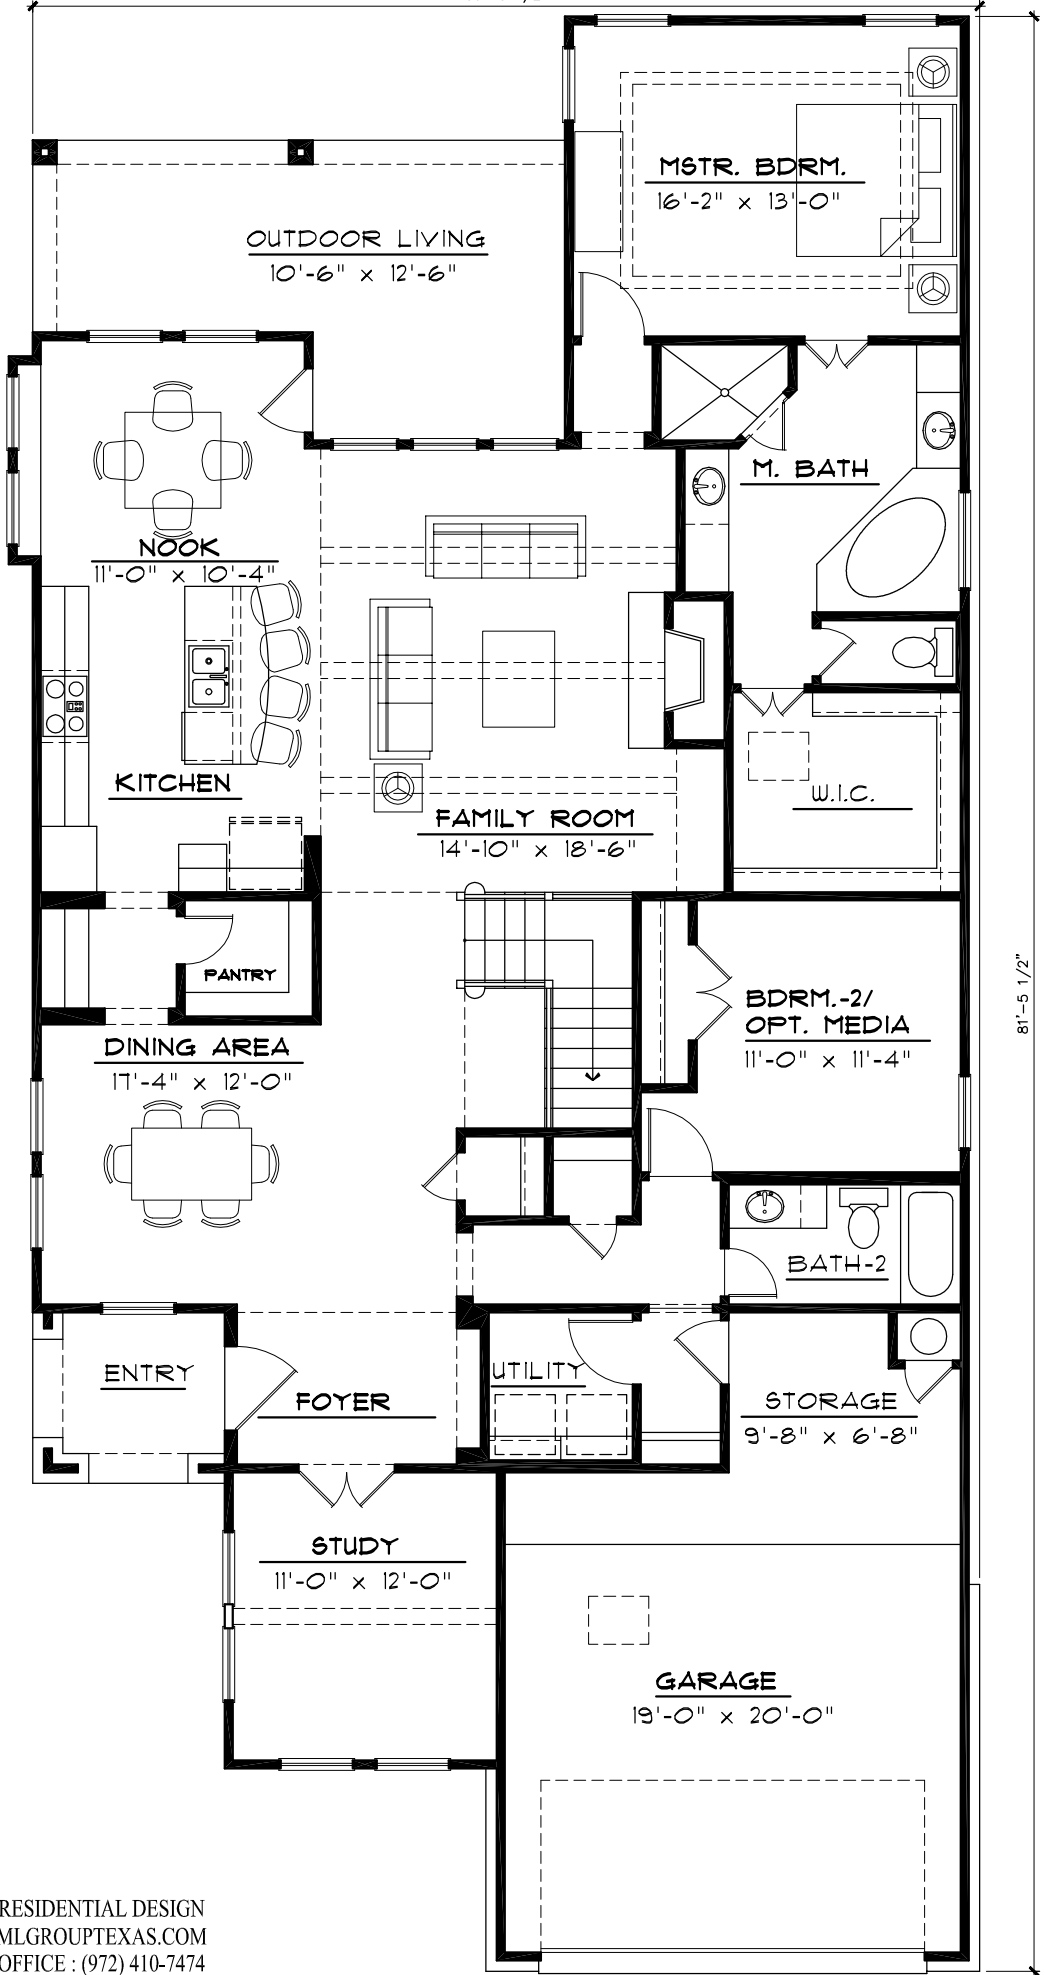 MSTR. BDRM.
16'-2" x 13'-0"
OUTDOOR LIVING
10'-6" x 12'-6"
M. BATH
NOOK
11'-0" x 10'-4"
KITCHEN
W.I.C.
FAMILY ROOM
14'-10" x 18'-6"
PANTRY
BDRM.-2/
OPT. MEDIA
11'-0" x 11'-4"
81'-5 1/2"
DINING AREA
17'-4" x 12'-0"
BATH-2
ENTRY
FOYER
UTILITY
STORAGE
9'-8" x 6'-8"
STUDY
11'-0" x 12'-0"
GARAGE
19'-0" x 20'-0"
RESIDENTIAL DESIGN
MLGROUPTEXAS.COM
OFFICE : (972) 410-7474